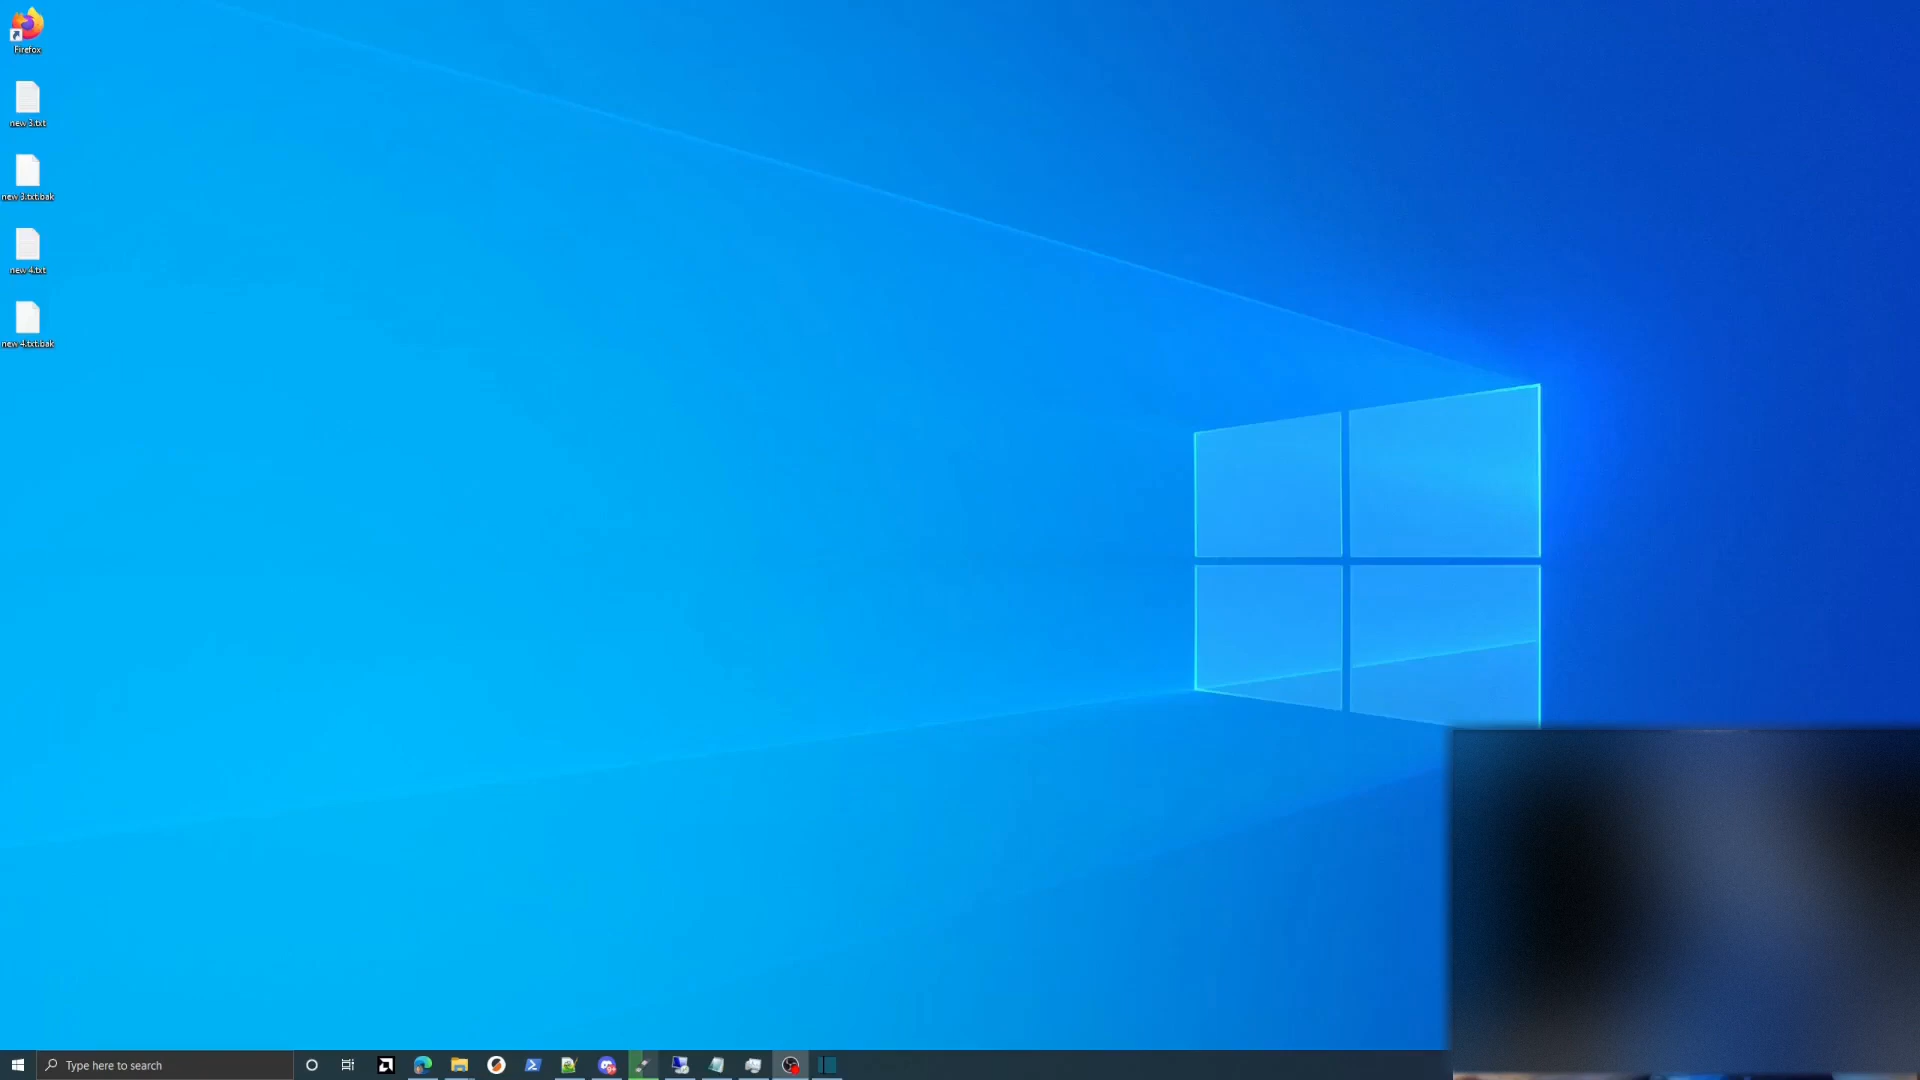 Firefox
new 3.txt
new 3.txt.bak
new 4.txt
new 4.txt.bak
Type here to search